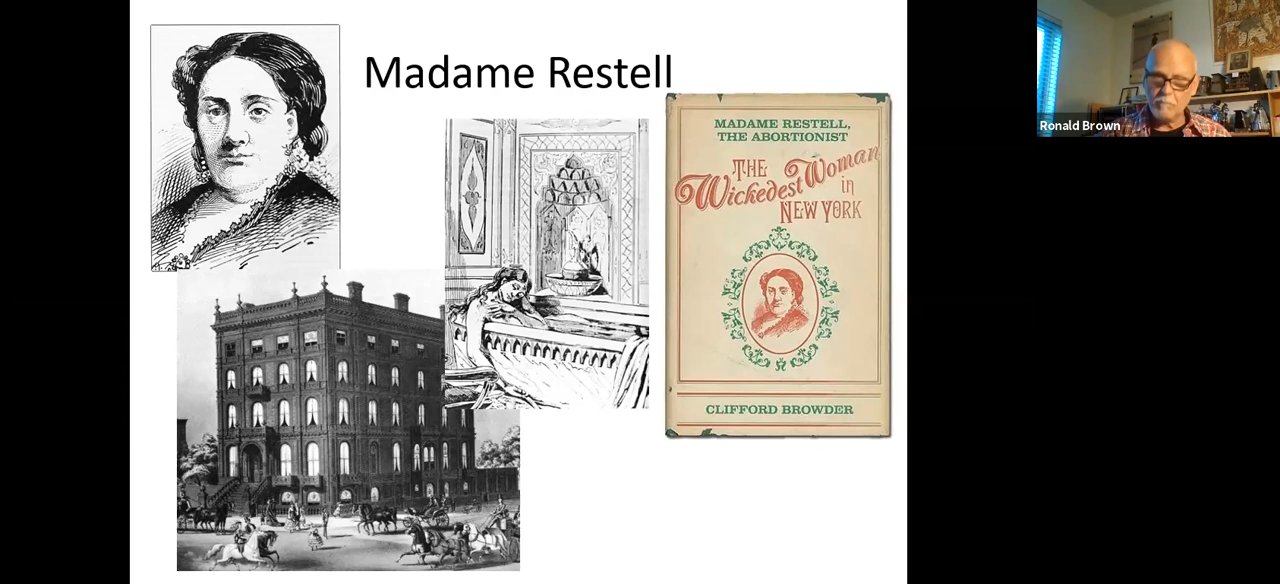 Madame Restell
MADAME RESTELL,
THE ABORTIONIST
THE
Wickedest Woman
in
NEW YORK
CLIFFORD BROWDER
Ronald Brown